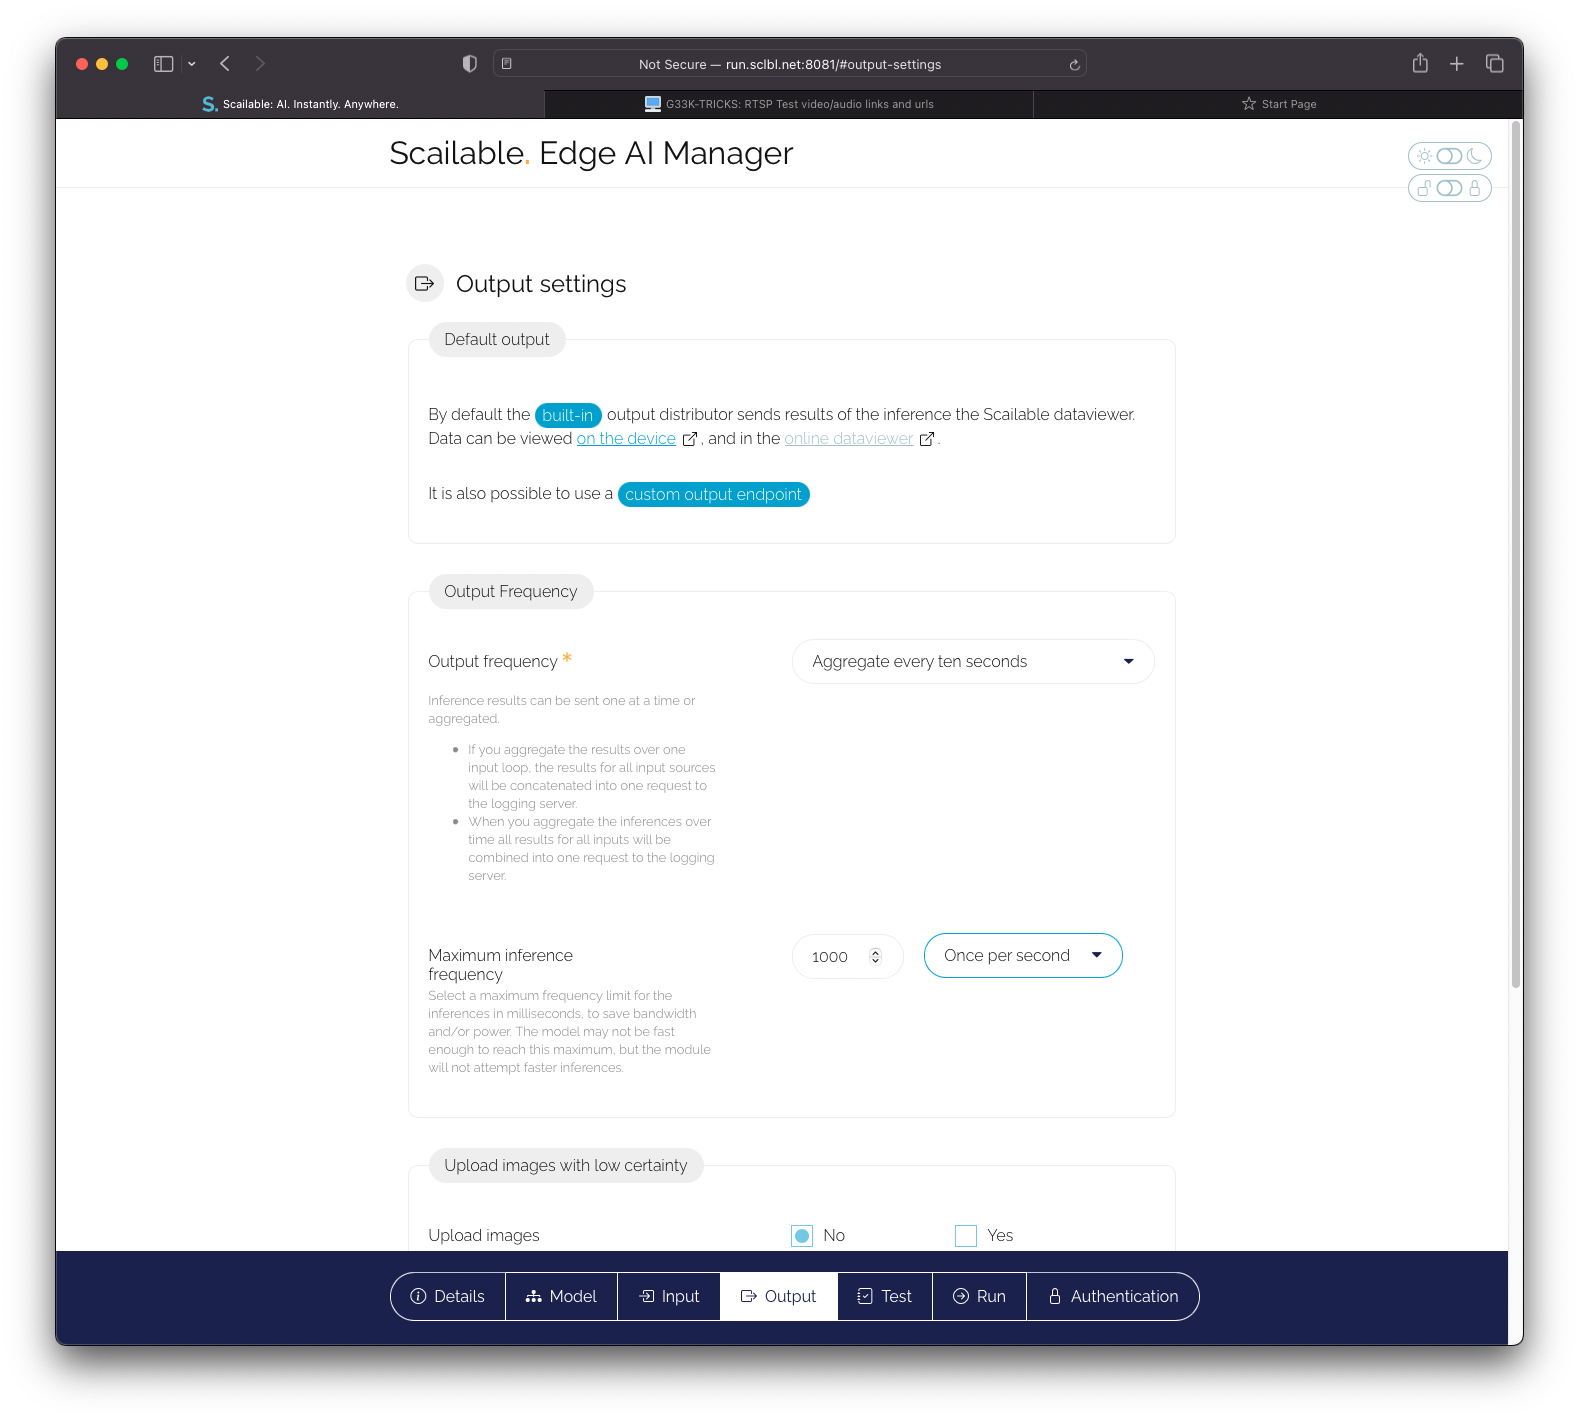 Not Secure — run.sclbl.net:8081/#output-settings
S. Scailable: AI. Instantly. Anywhere.
G33K-TRICKS: RTSP Test video/audio links and urls
Start Page
Scailable. Edge AI Manager
Output settings
Default output
By default the built-in output distributor sends results of the inference the Scailable dataviewer.
Data can be viewed on the device , and in the online dataviewer .
It is also possible to use a custom output endpoint
Output Frequency
Output frequency *
Aggregate every ten seconds
Inference results can be sent one at a time or
aggregated.
• If you aggregate the results over one
input loop, the results for all input sources
will be concatenated into one request to
the logging server.
• When you aggregate the inferences over
time all results for all inputs will be
combined into one request to the logging
server.
Maximum inference
frequency
1000
Once per second
Select a maximum frequency limit for the
inferences in milliseconds, to save bandwidth
and/or power. The model may not be fast
enough to reach this maximum, but the module
will not attempt faster inferences.
Upload images with low certainty
Upload images
No
Yes
Details
Model
Input
Output
Test
Run
Authentication